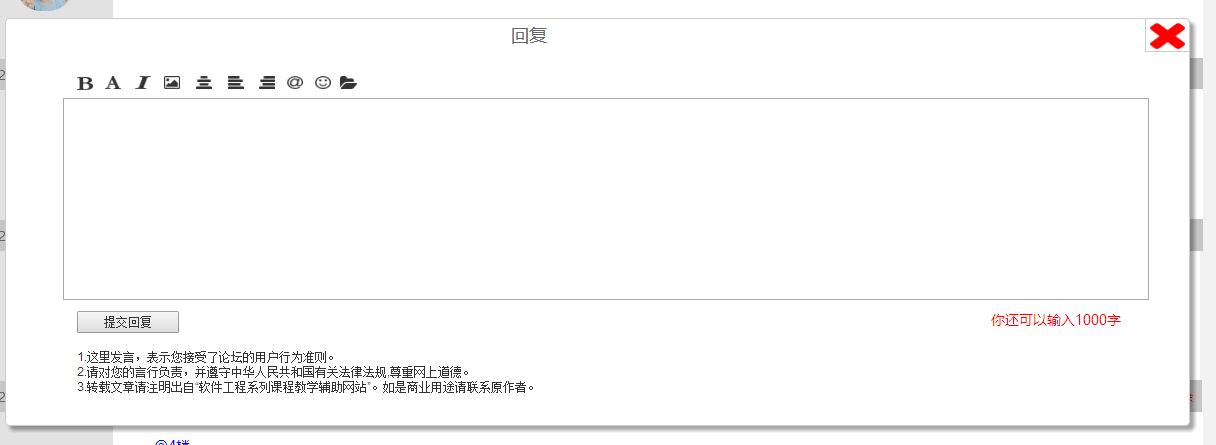 回复
B A I @
提交回复
你还可以输入1000字
1.这里发言，表示您接受了论坛的用户行为准则。
2.请对您的言行负责，并遵守中华人民共和国有关法律法规,尊重网上道德。
3.转载文章请注明出自“软件工程系列课程教学辅助网站”。如是商业用途请联系原作者。
@4楼